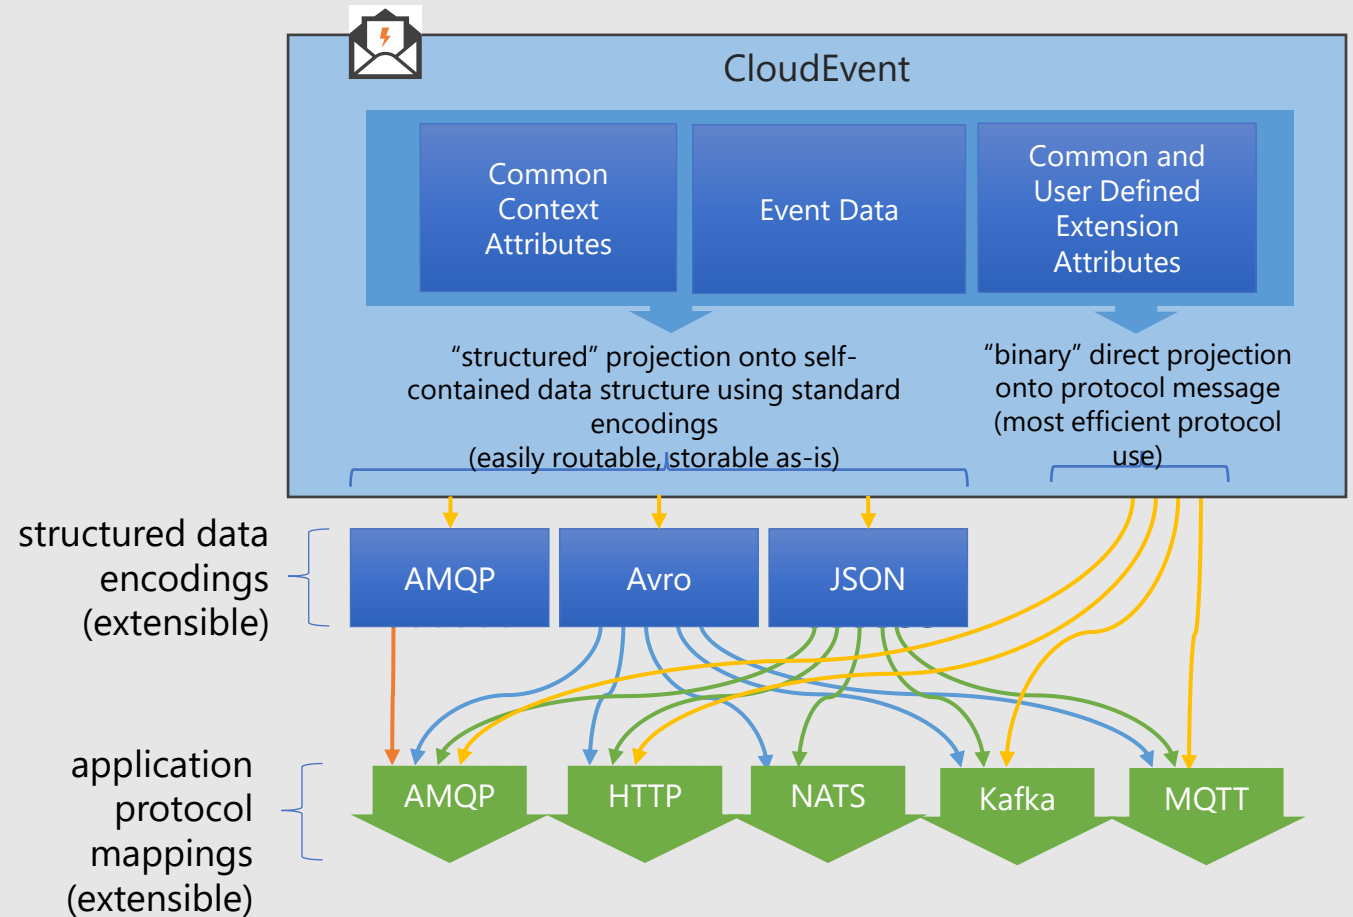 CloudEvent
Common
Context
Attributes
Event Data
Common and
User Defined
Extension
Attributes
“structured” projection onto self-
contained data structure using standard
encodings
(easily routable, storable as-is)
“binary” direct projection
onto protocol message
(most efficient protocol
use)
structured data
encodings
(extensible)
AMQP
Avro
JSON
application
protocol
mappings
(extensible)
AMQP
HTTP
NATS
Kafka
MQTT